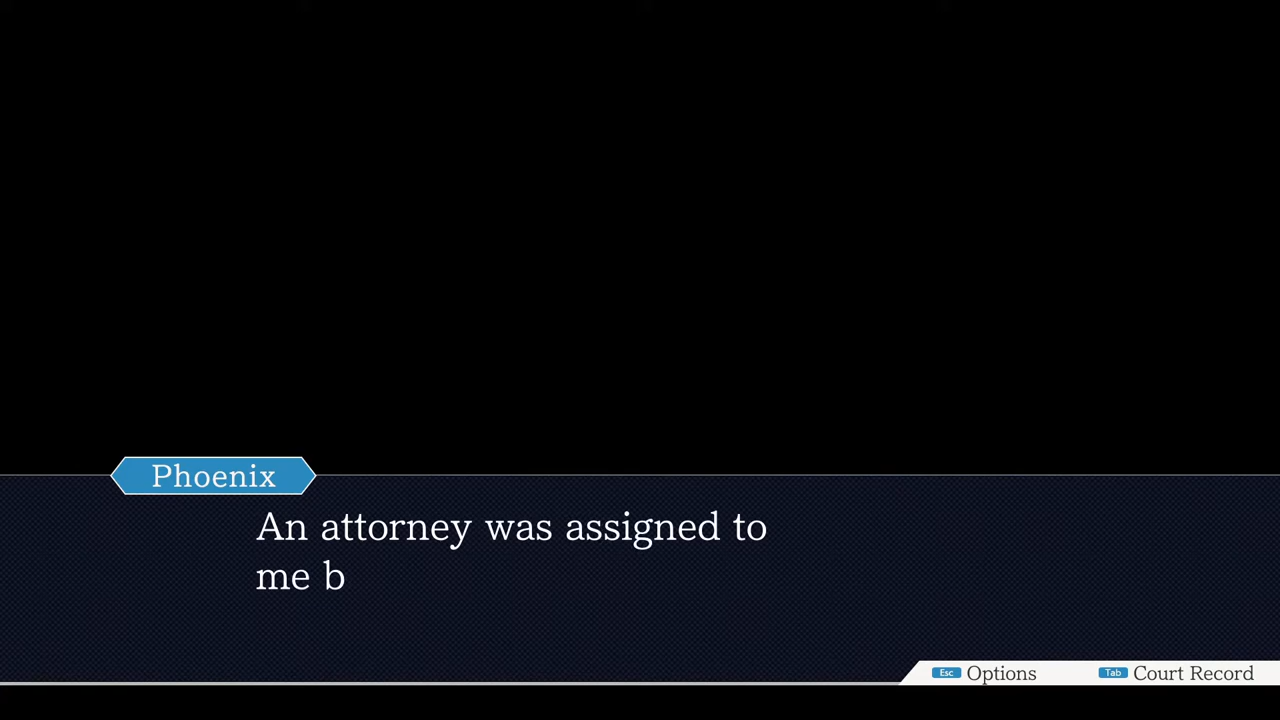 Phoenix
An attorney was assigned to
me b
Esc Options Tab Court Record